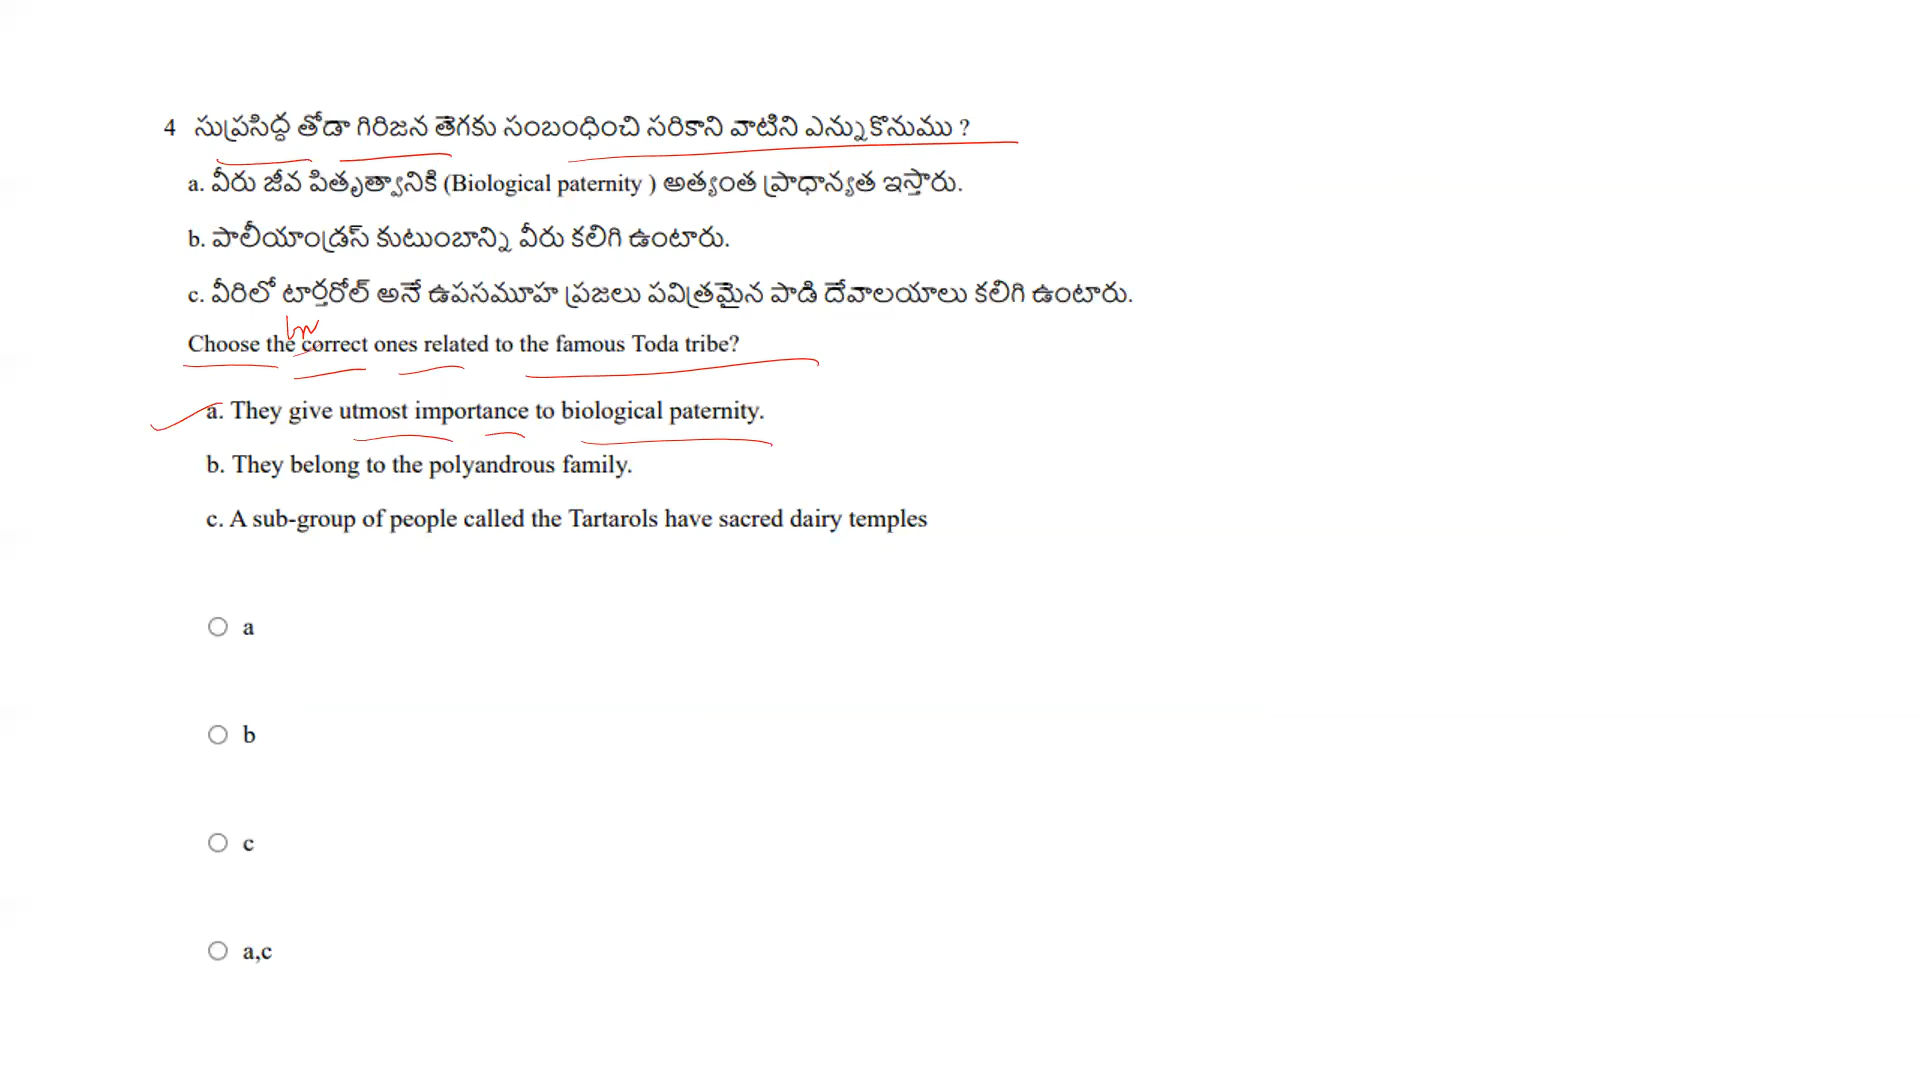 4 సుప్రసిద్ధ తోడా గిరిజన తెగకు సంబంధించి సరికాని వాటిని ఎన్నుకొనుము ?
a. వీరు జీవ పితృత్వానికి (Biological paternity ) అత్యంత ప్రాధాన్యత ఇస్తారు.
b. పాలీయాండ్రస్ కుటుంబాన్ని వీరు కలిగి ఉంటారు.
c. వీరిలో టార్తరోల్ అనే ఉపసమూహ ప్రజలు పవిత్రమైన పాడి దేవాలయాలు కలిగి ఉంటారు.
Choose the correct ones related to the famous Toda tribe?
a. They give utmost importance to biological paternity.
b. They belong to the polyandrous family.
c. A sub-group of people called the Tartarols have sacred dairy temples
a
b
c
a,c